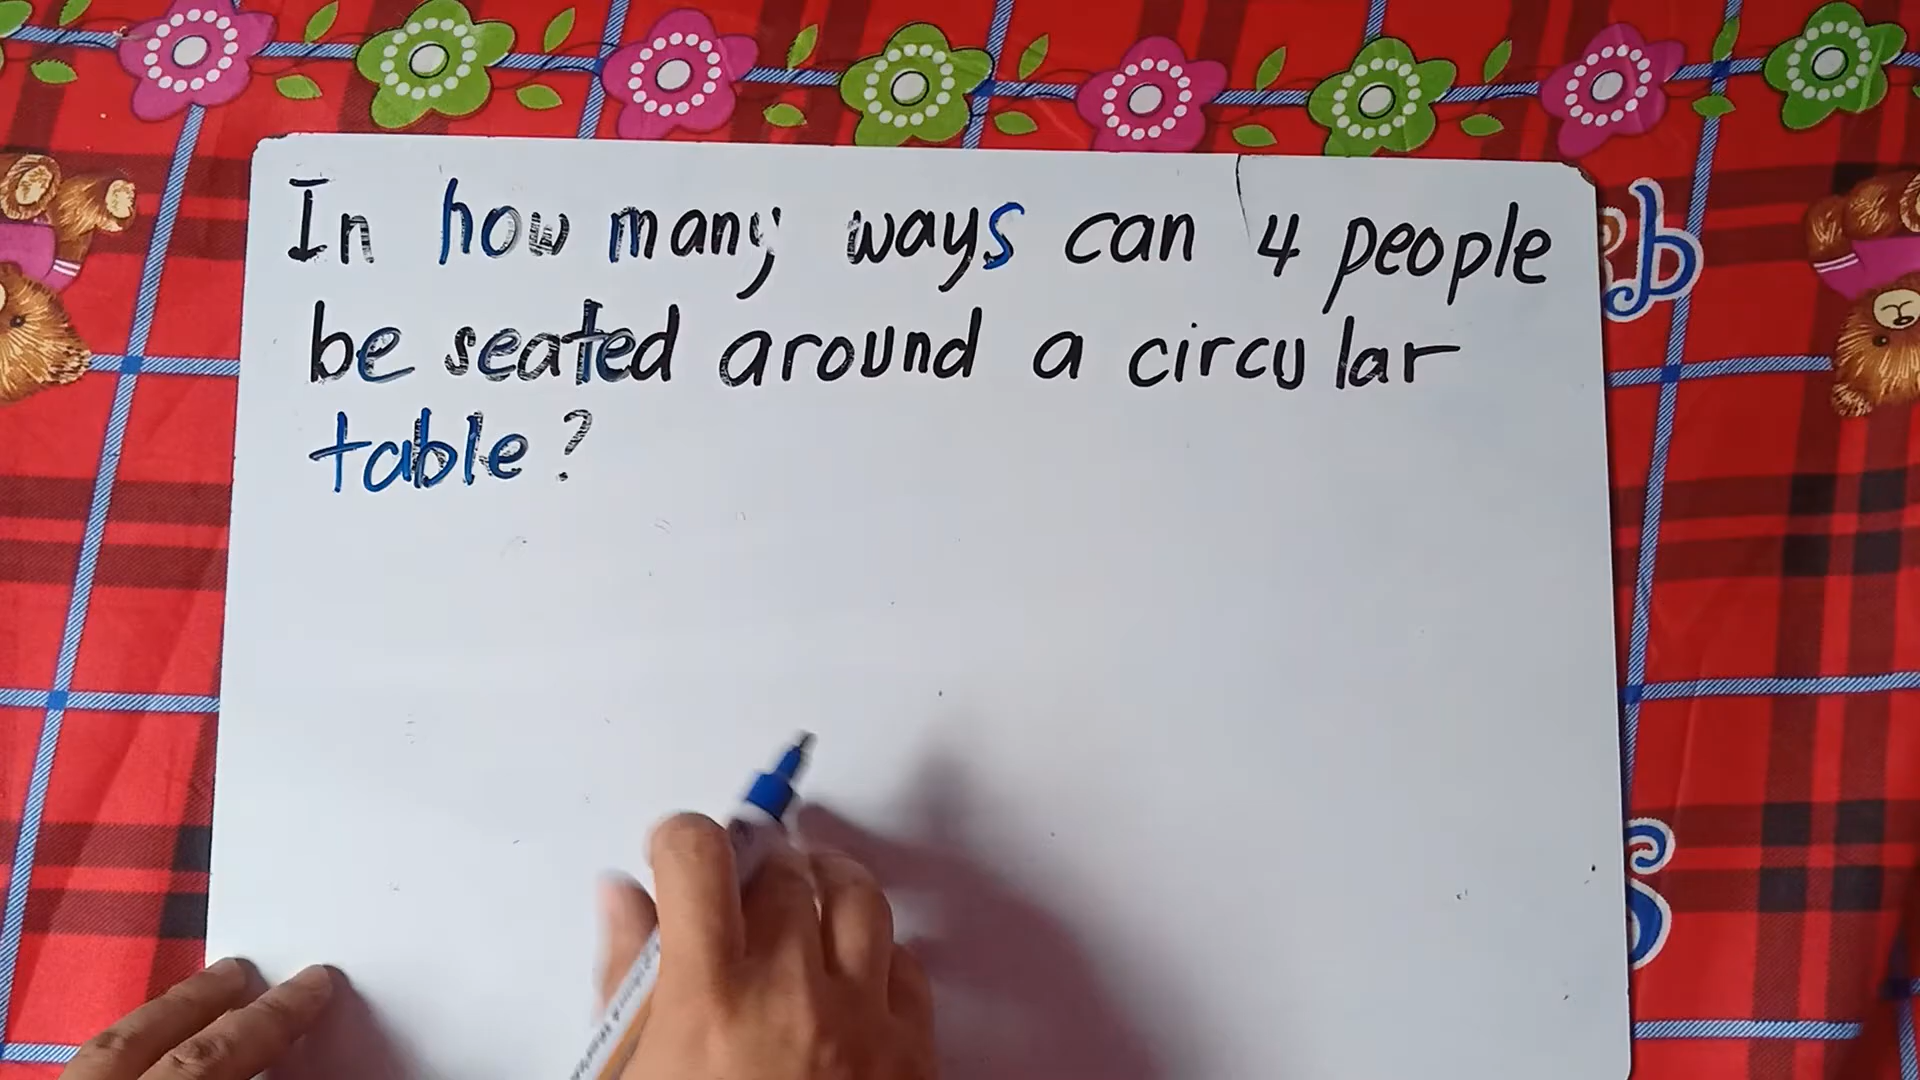 In how many ways can 4 people
be seated around a circular
table?